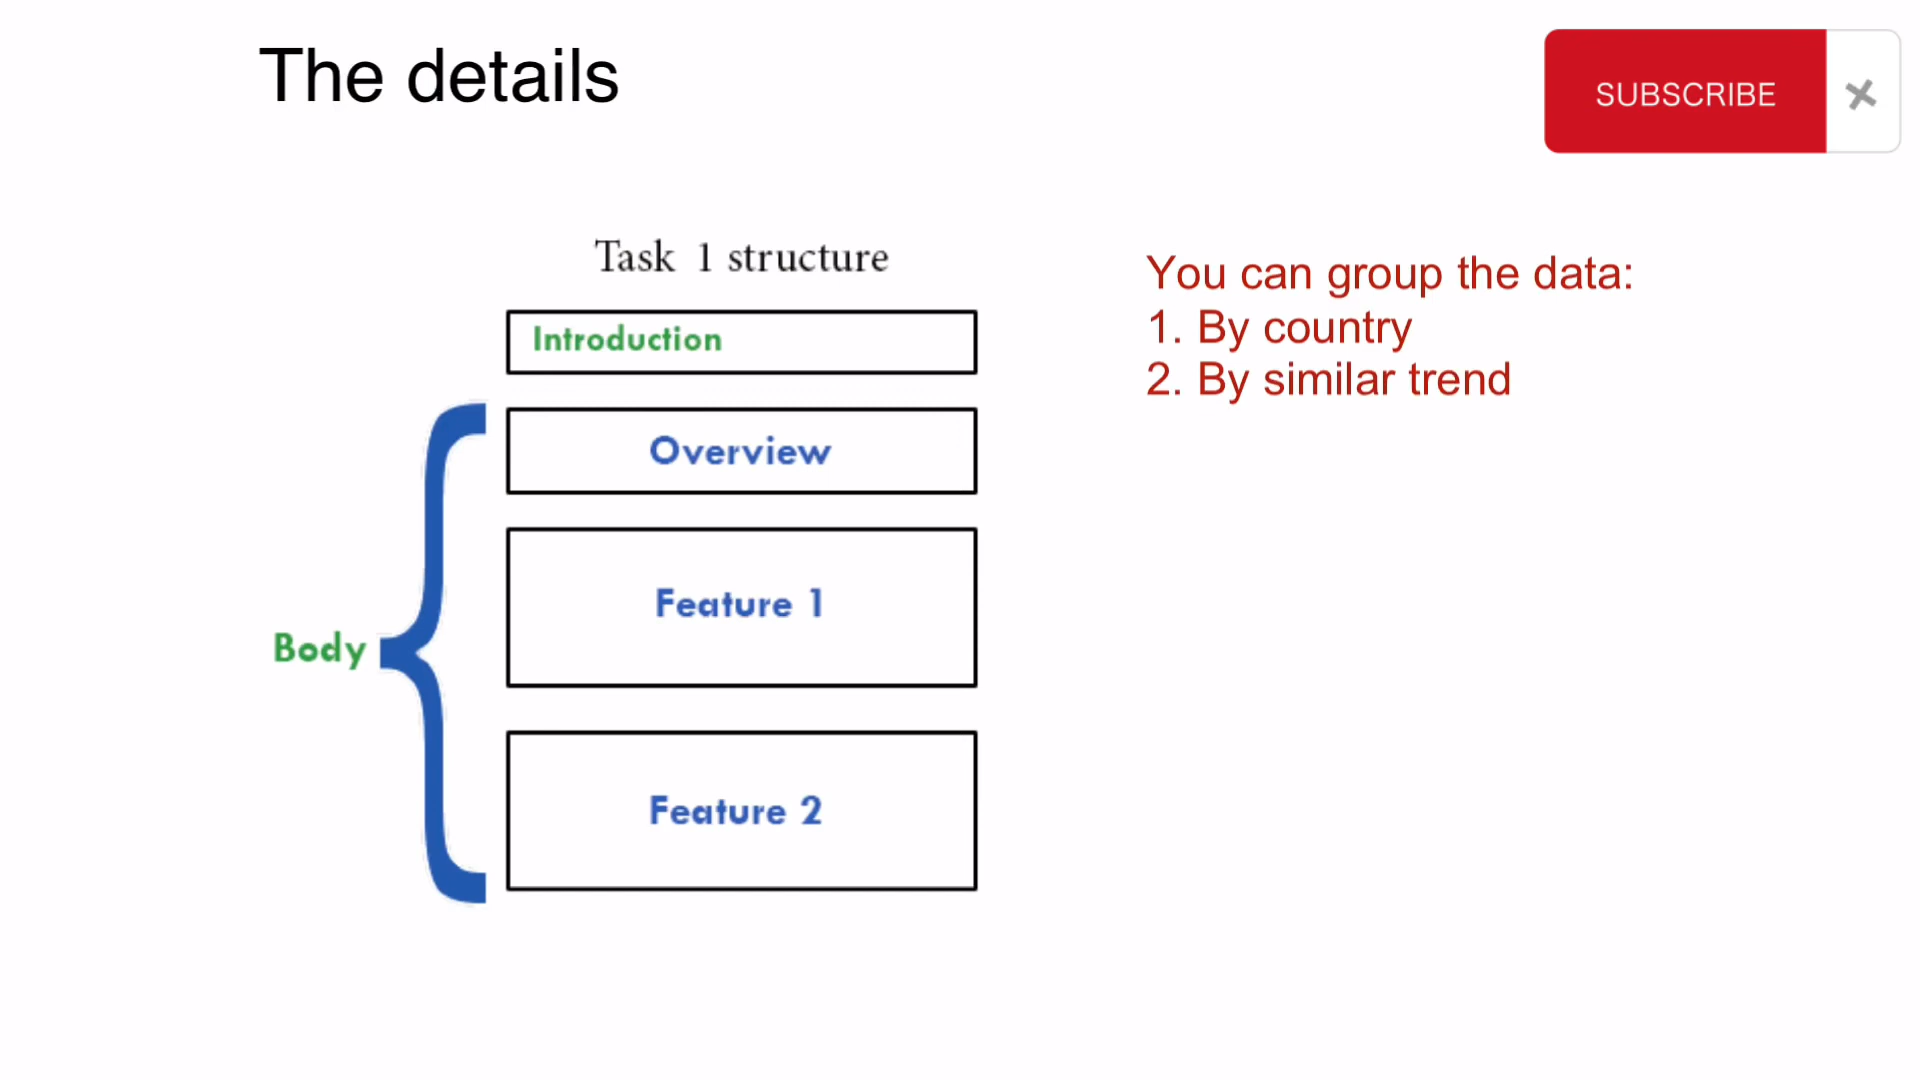 The details
SUBSCRIBE
Task 1 structure
Introduction
Overview
Feature 1
Body
Feature 2
You can group the data:
1. By country
2. By similar trend